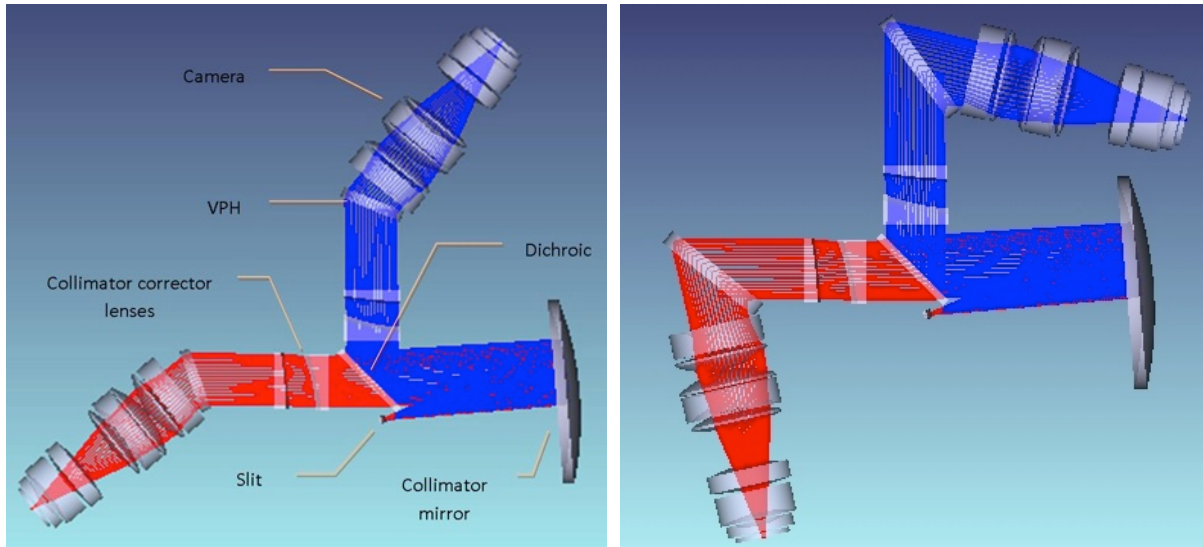 Camera
VPH
Dichroic
Collimator corrector
lenses
Slit
Collimator
mirror